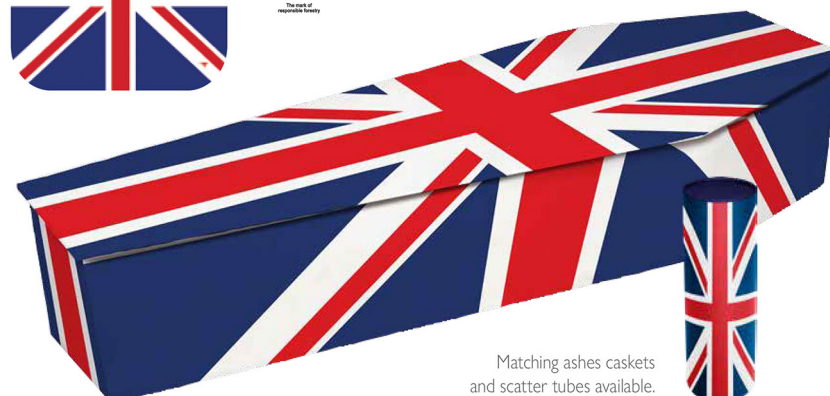 The mark of
responsible forestry
Matching ashes caskets
and scatter tubes available.